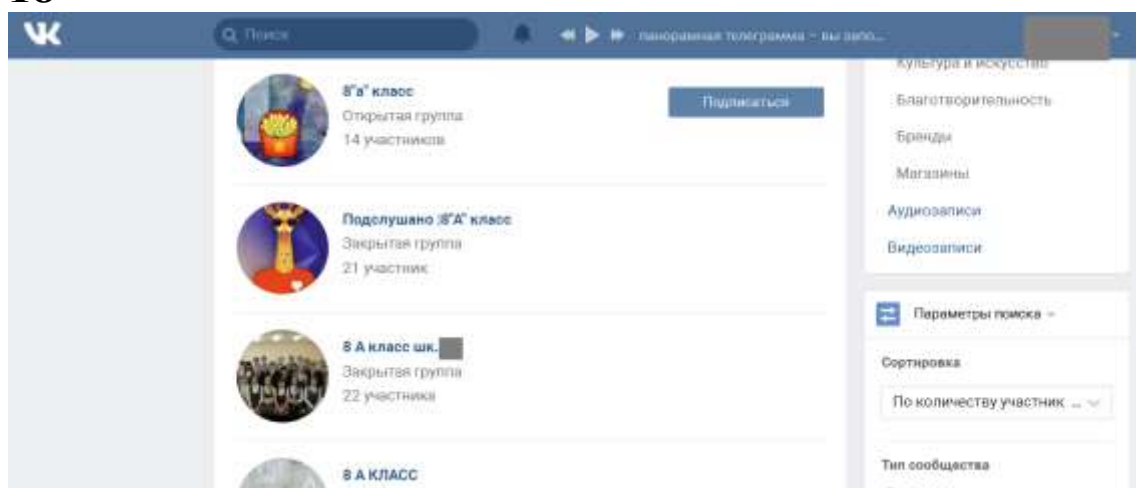 Поиск
панорамная телеграмма – вы запо...
8"а" класс
Открытая группа
14 участников
Подписаться
Подслушано :8"А" класс
Закрытая группа
21 участник
8 А класс шк.
Закрытая группа
22 участника
8 А КЛАСС
Культура и искусство
Благотворительность
Бренды
Магазины
Аудиозаписи
Видеозаписи
Параметры поиска
Сортировка
По количеству участник ...
Тип сообщества